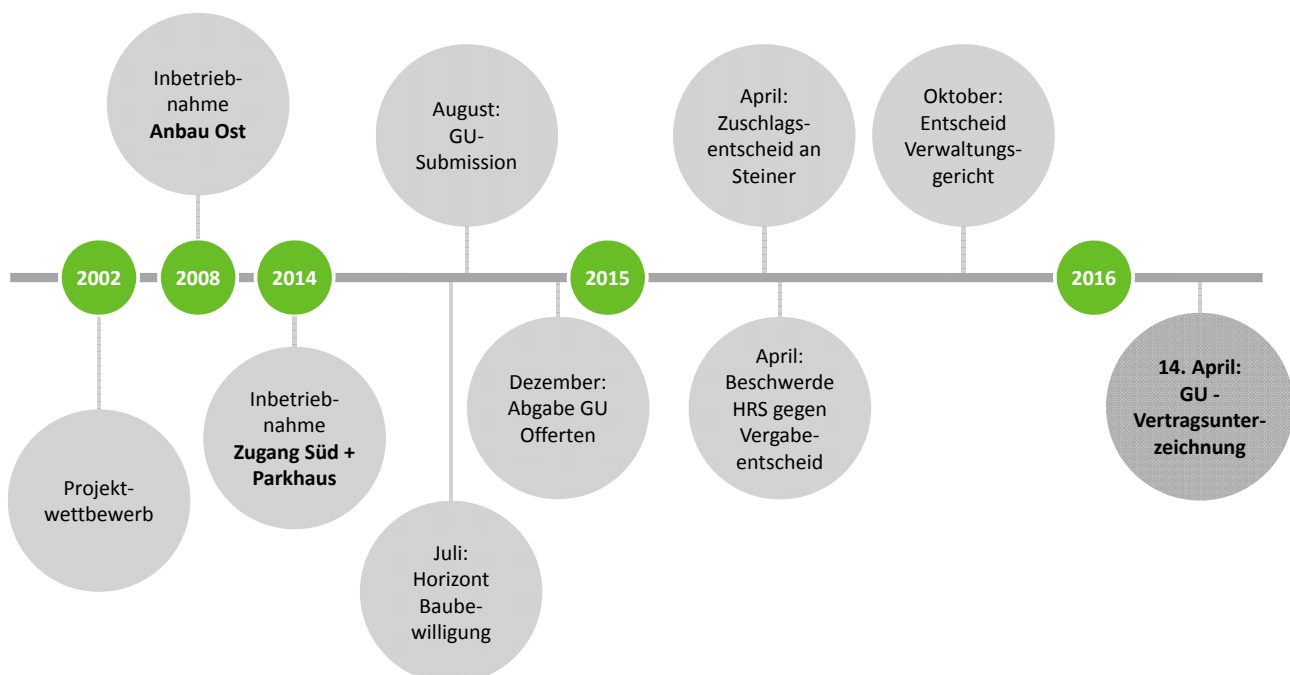 Inbetrieb-
nahme
Anbau Ost
August:
GU-
Submission
April:
Zuschlags-
entscheid an
Steiner
Oktober:
Entscheid
Verwaltungs-
gericht
2002
2008
2014
2015
2016
Projekt-
wettbewerb
Inbetrieb-
nahme
Zugang Süd +
Parkhaus
Juli:
Horizont
Baube-
willigung
Dezember:
Abgabe GU
Offerten
April:
Beschwerde
HRS gegen
Vergabe-
entscheid
14. April:
GU -
Vertragsunter-
zeichnung